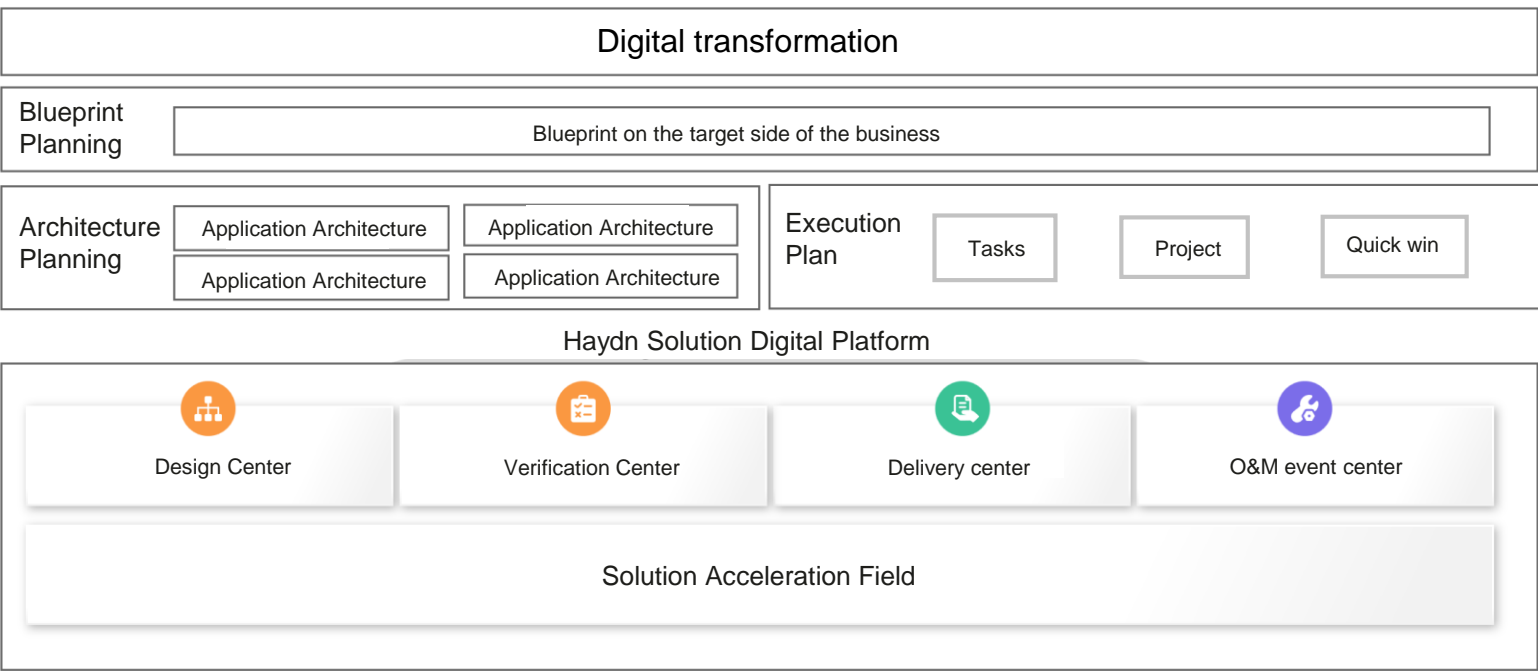 Digital transformation
Blueprint
Planning
Blueprint on the target side of the business
Architecture
Planning
Application Architecture
Application Architecture
Application Architecture
Application Architecture
Execution
Plan
Tasks
Project
Quick win
Haydn Solution Digital Platform
Design Center
Verification Center
Delivery center
O&M event center
Solution Acceleration Field